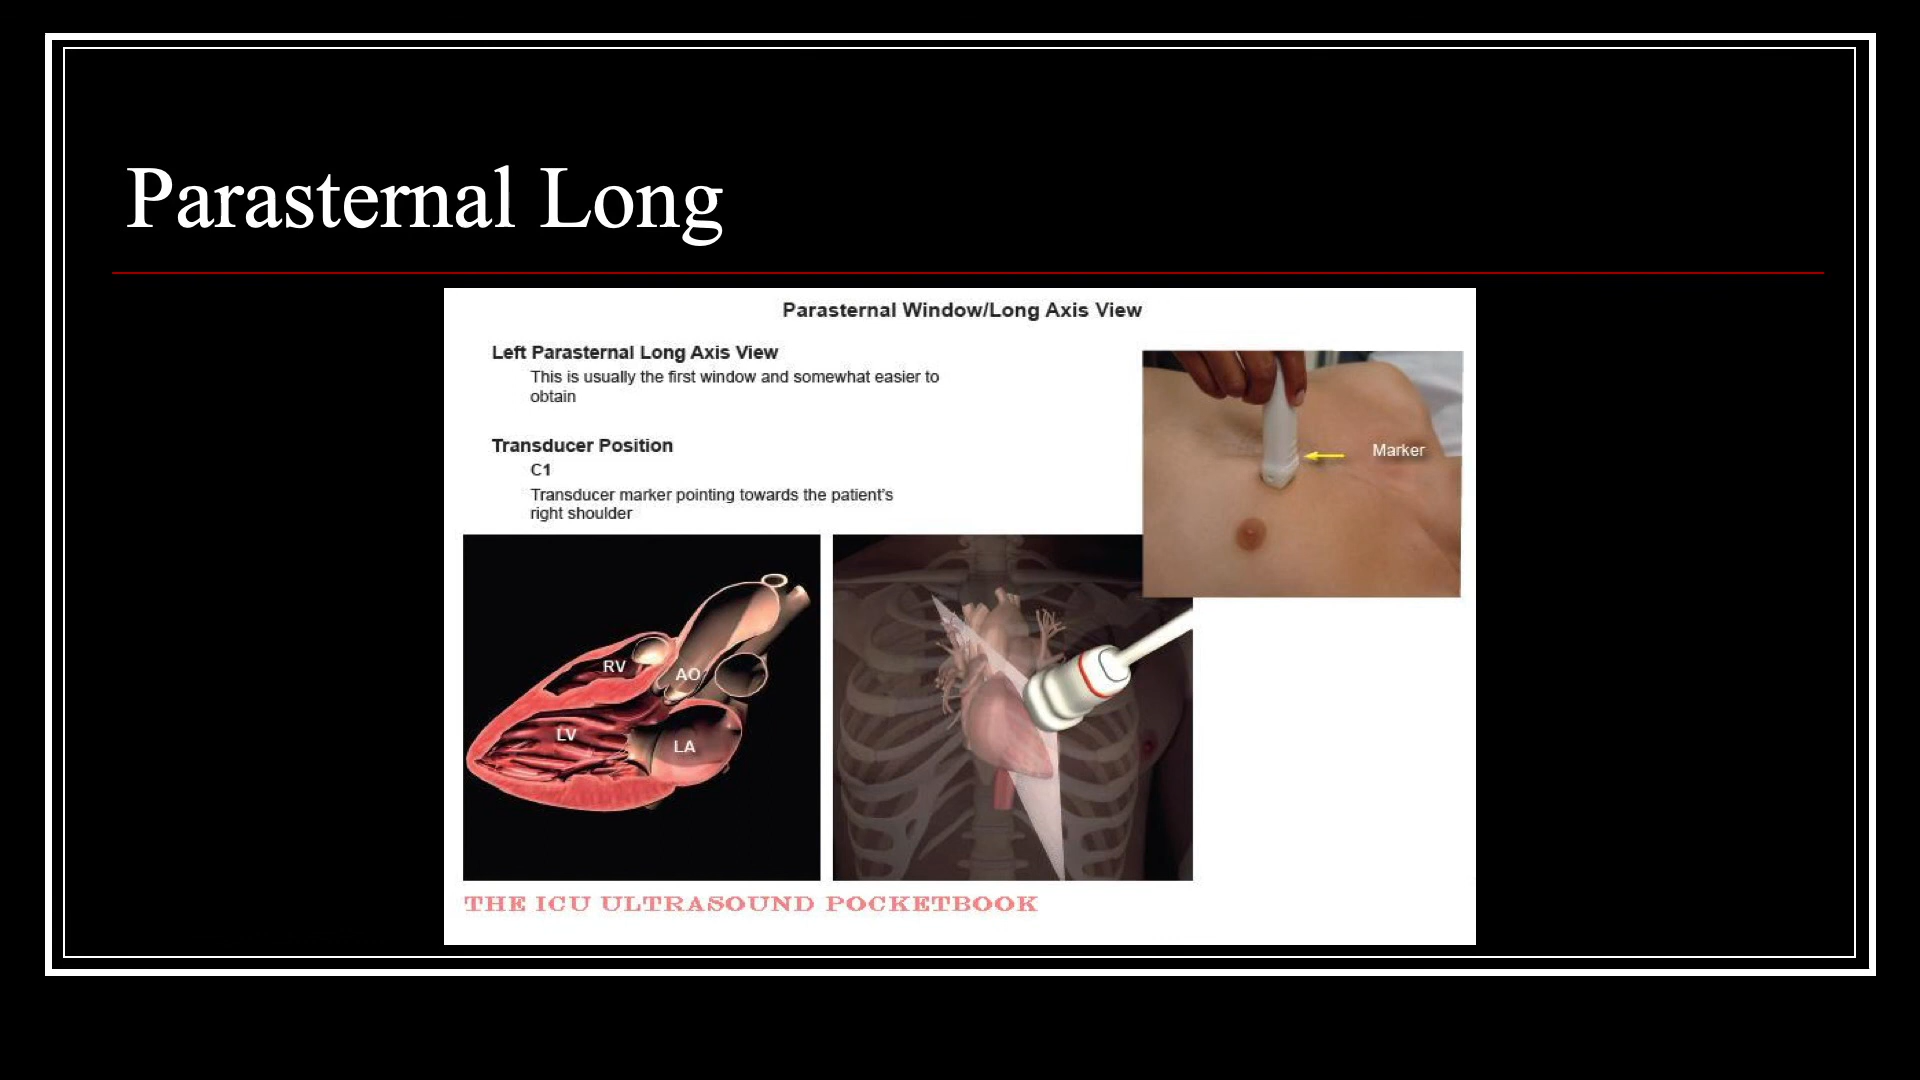 Parasternal Long
Parasternal Window/Long Axis View
Left Parasternal Long Axis View
This is usually the first window and somewhat easier to
obtain
Transducer Position
C1
Transducer marker pointing towards the patient's
right shoulder
Marker
RV
AO
LV
LA
THE ICU ULTRASOUND POCKETBOOK